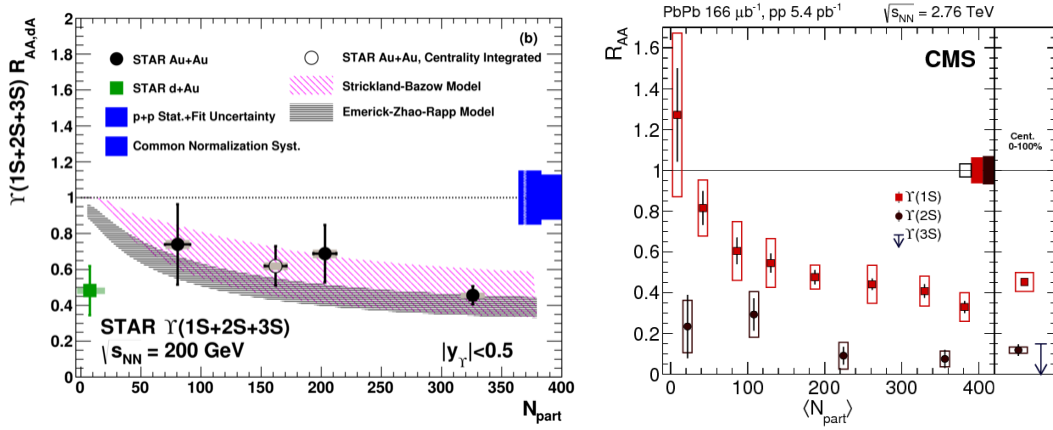 (b)
STAR Au+Au
STAR Au+Au, Centrality Integrated
STAR d+Au
Strickland-Bazow Model
p+p Stat.+Fit Uncertainty
Emerick-Zhao-Rapp Model
Common Normalization Syst.
ϒ(1S+2S+3S) R_AA,dA
2
1.8
1.6
1.4
1.2
1
0.8
0.6
0.4
0.2
0
STAR ϒ(1S+2S+3S)
√s_NN = 200 GeV
|y_ϒ|<0.5
0 50 100 150 200 250 300 350 400
N_part
PbPb 166 μb⁻¹, pp 5.4 pb⁻¹ √s_NN = 2.76 TeV
R_AA
CMS
1.6
1.4
1.2
1
0.8
0.6
0.4
0.2
0
Cent.
0-100%
ϒ(1S)
ϒ(2S)
ϒ(3S)
0 100 200 300 400
⟨N_part⟩